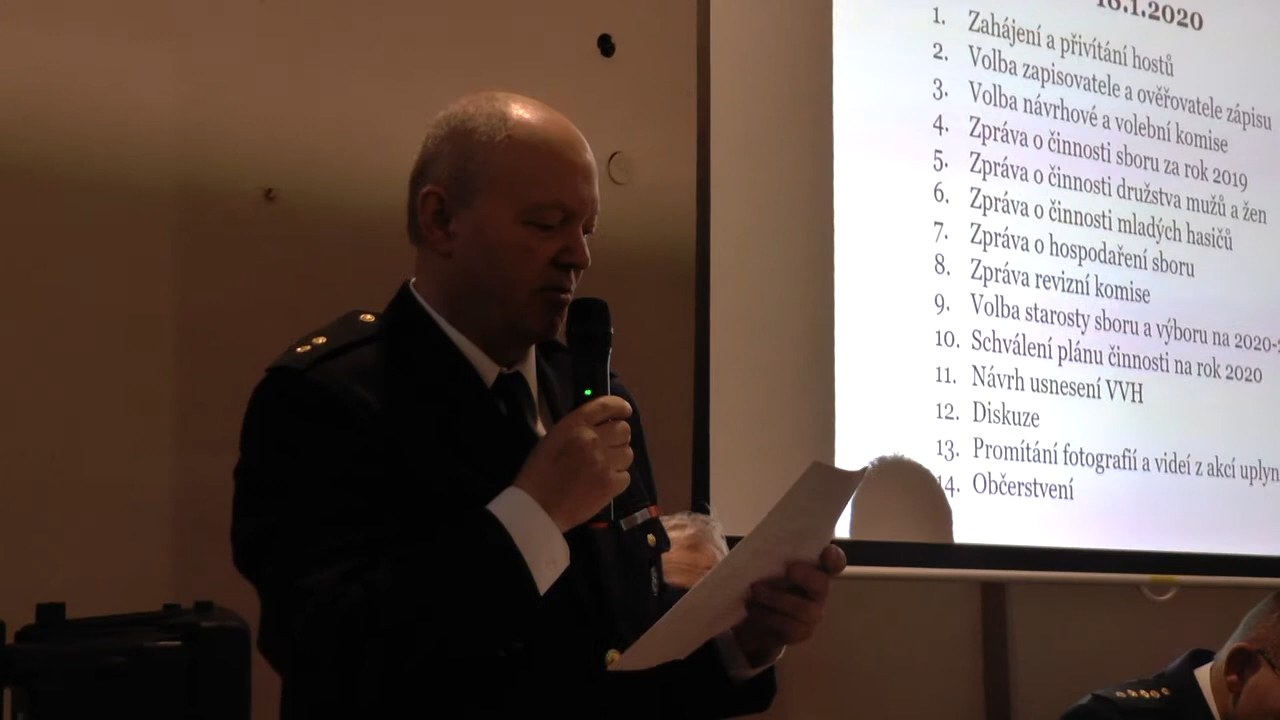 18.1.2020
1. Zahájení a přivítání hostů
2. Volba zapisovatele a ověřovatele zápisu
3. Volba návrhové a volební komise
4. Zpráva o činnosti sboru za rok 2019
5. Zpráva o činnosti družstva mužů a žen
6. Zpráva o činnosti mladých hasičů
7. Zpráva o hospodaření sboru
8. Zpráva revizní komise
9. Volba starosty sboru a výboru na 2020-
10. Schválení plánu činnosti na rok 2020
11. Návrh usnesení VVH
12. Diskuze
13. Promítání fotografií a videí z akcí uplyn
14. Občerstvení